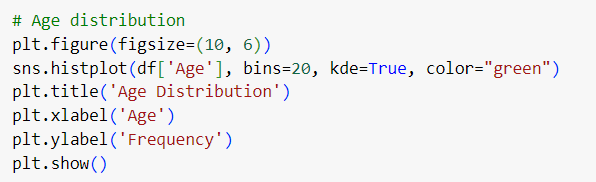 # Age distribution
plt.figure(figsize=(10, 6))
sns.histplot(df['Age'], bins=20, kde=True, color="green")
plt.title('Age Distribution')
plt.xlabel('Age')
plt.ylabel('Frequency')
plt.show()